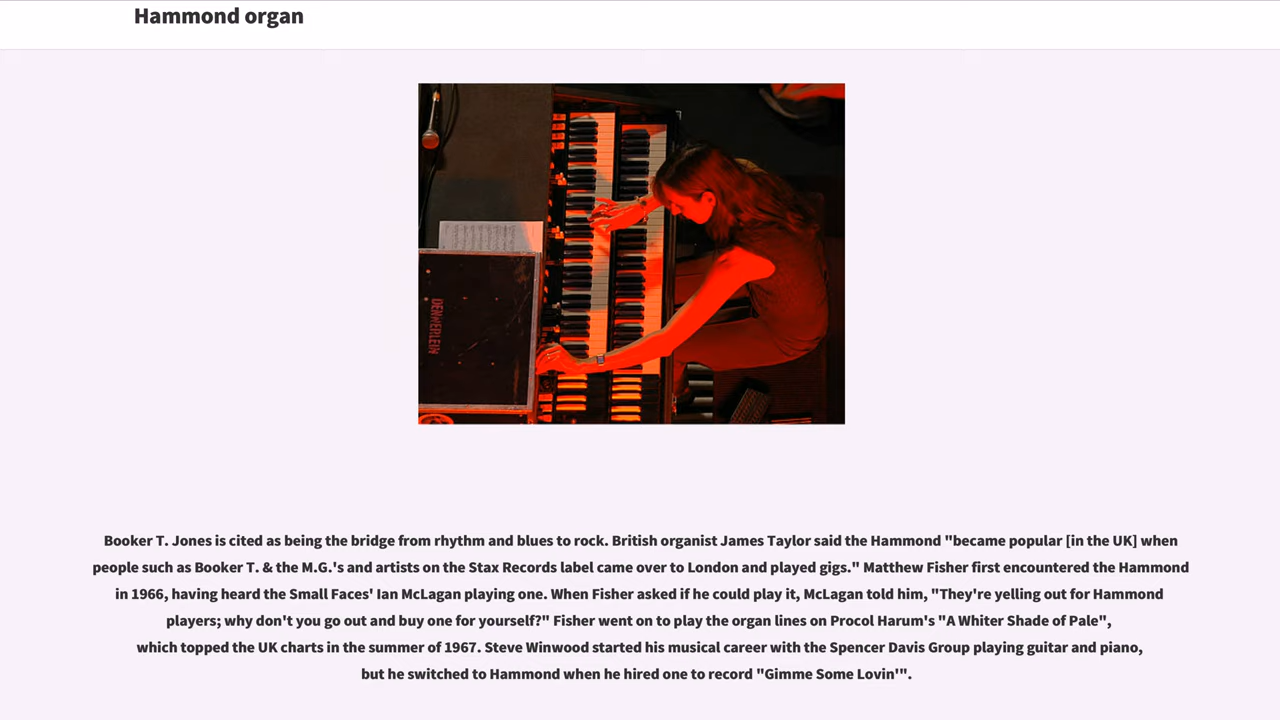 Hammond organ
DENNERLEIN
Booker T. Jones is cited as being the bridge from rhythm and blues to rock. British organist James Taylor said the Hammond "became popular [in the UK] when
people such as Booker T. & the M.G.'s and artists on the Stax Records label came over to London and played gigs." Matthew Fisher first encountered the Hammond
in 1966, having heard the Small Faces' Ian McLagan playing one. When Fisher asked if he could play it, McLagan told him, "They're yelling out for Hammond
players; why don't you go out and buy one for yourself?" Fisher went on to play the organ lines on Procol Harum's "A Whiter Shade of Pale",
which topped the UK charts in the summer of 1967. Steve Winwood started his musical career with the Spencer Davis Group playing guitar and piano,
but he switched to Hammond when he hired one to record "Gimme Some Lovin'".